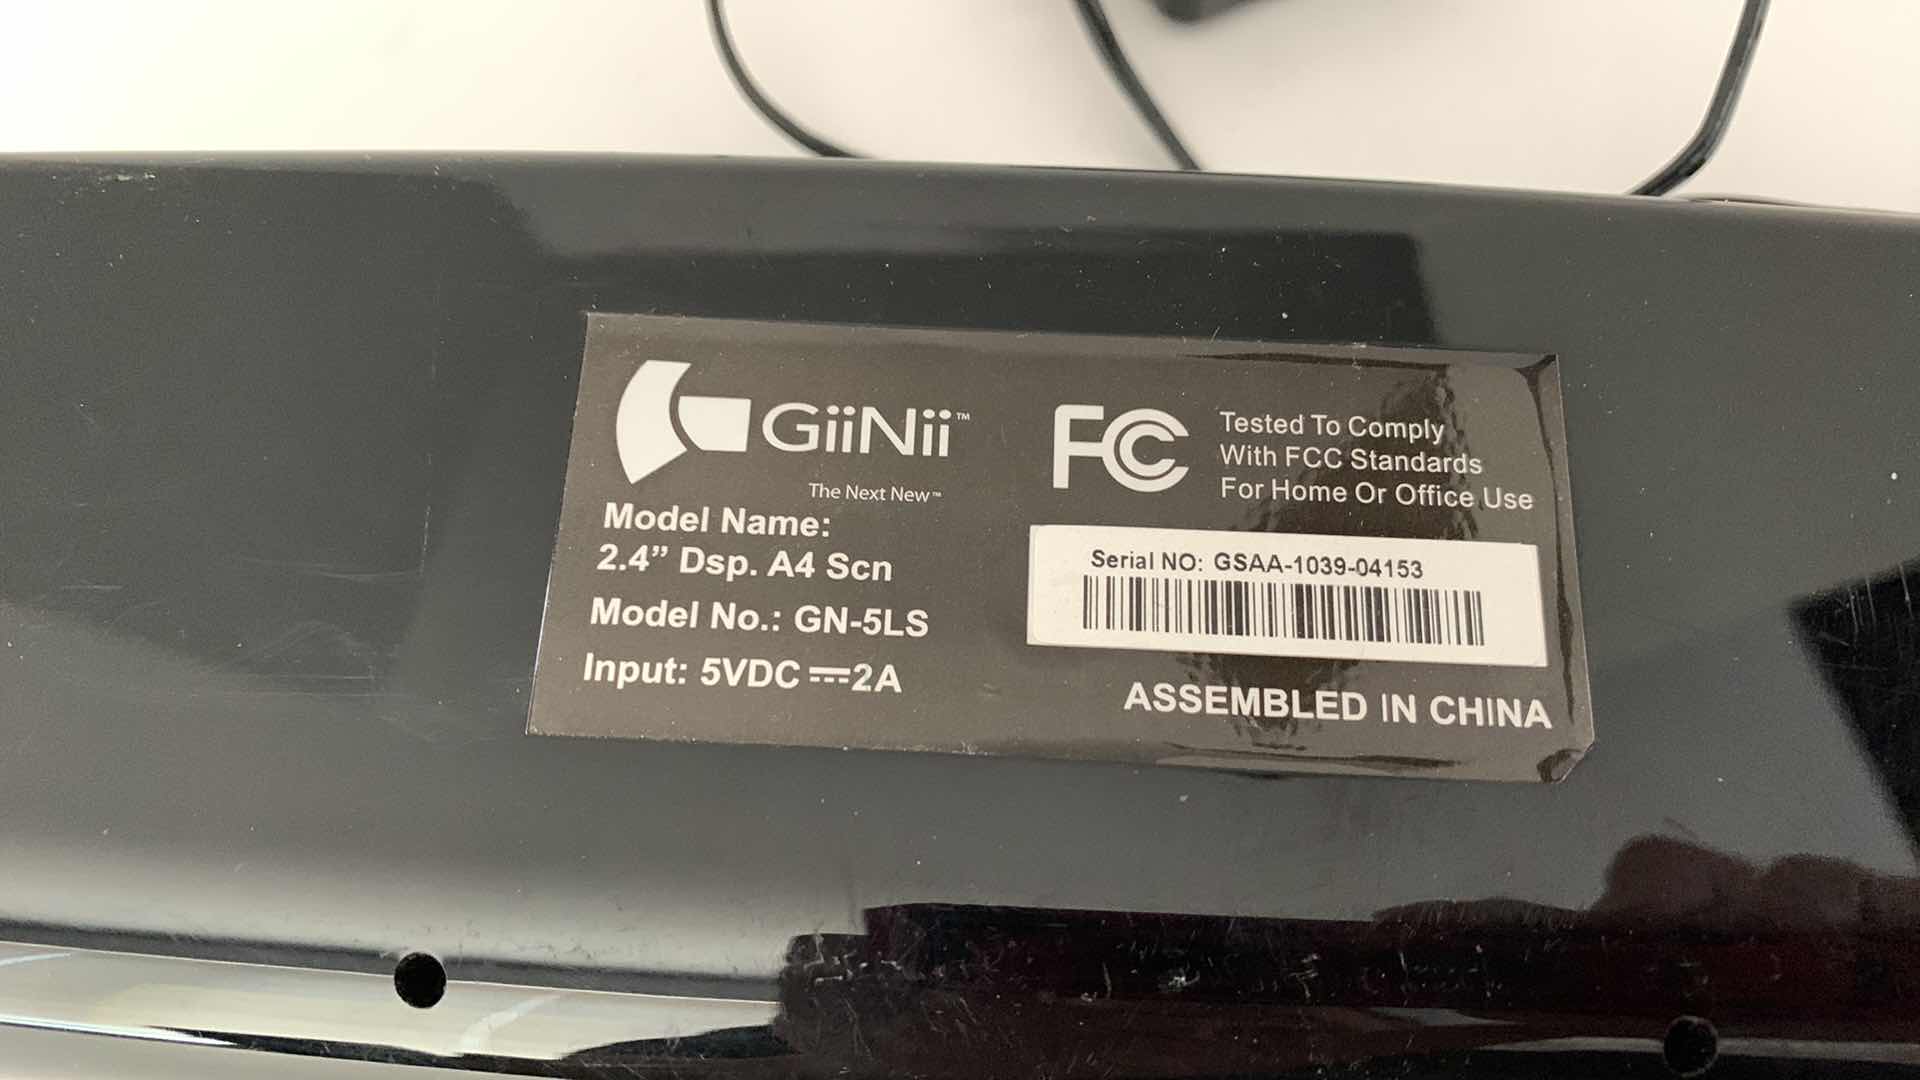 GiiNii™
The Next New™
Model Name:
2.4” Dsp. A4 Scn
Model No.: GN-5LS
Input: 5VDC ⎓2A
FC
Tested To Comply
With FCC Standards
For Home Or Office Use
Serial NO: GSAA-1039-04153
ASSEMBLED IN CHINA